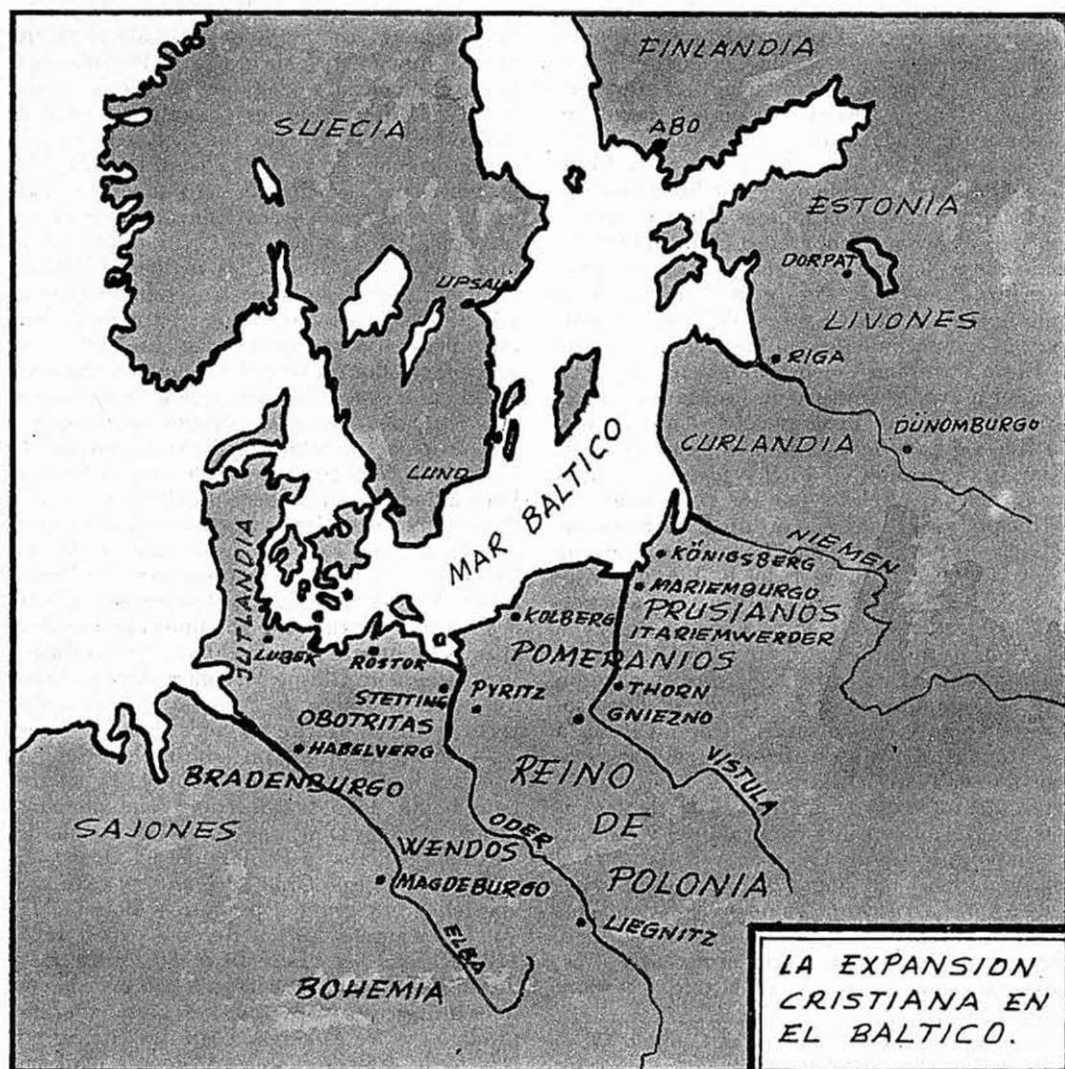 FINLANDIA
SUECIA
ABO
ESTONIA
DORPAT
UPSAL
LIVONES
RIGA
CURLANDIA
DÜNOMBURGO
LUND
MAR BALTICO
NIEMEN
JUTLANDIA
KÖNIGSBERG
MARIEMBURGO
PRUSIANOS
ITARIEMWERDER
KOLBERG
LUBEK
ROSTOK
POMERANIOS
STETTING
PYRITZ
THORN
GNIEZNO
OBOTRITAS
HABELVERG
BRADENBURGO
REINO
DE
POLONIA
VISTULA
SAJONES
ODER
WENDOS
MAGDEBURGO
LIEGNITZ
ELBA
BOHEMIA
LA EXPANSION
CRISTIANA EN
EL BALTICO.